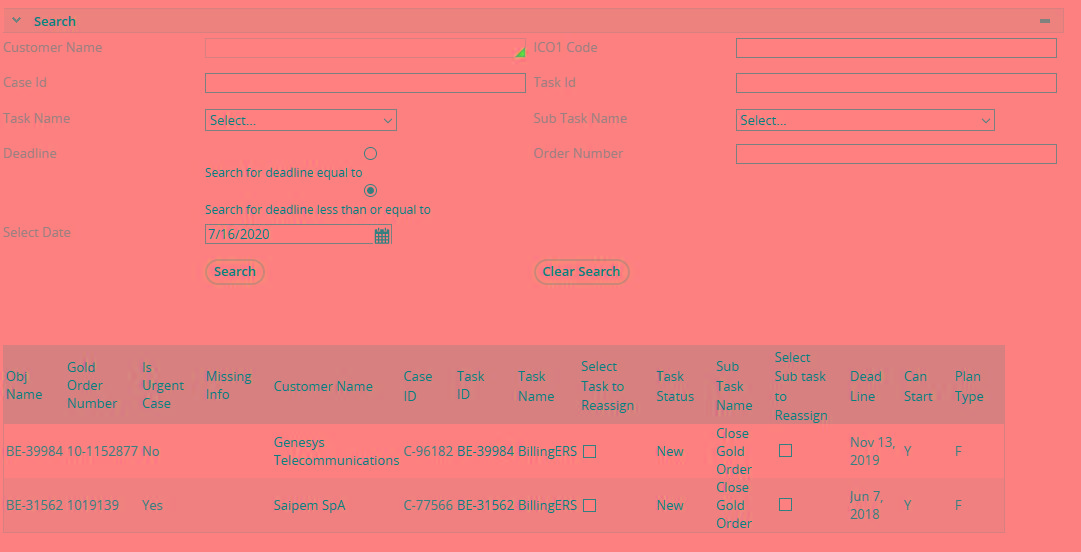 Search
Customer Name ICO1 Code
Case Id Task Id
Task Name Select... Sub Task Name Select...
Deadline Order Number
Search for deadline equal to
Search for deadline less than or equal to
Select Date 7/16/2020
Search Clear Search
Obj Name Gold Order Number Is Urgent Case Missing Info Customer Name Case ID Task ID Task Name Select Task to Reassign Task Status Sub Task Name Select Sub task to Reassign Dead Line Can Start Plan Type
BE-39984 10-1152877 No Genesys Telecommunications C-96182 BE-39984 BillingERS New Close Gold Order Nov 13, 2019 Y F
BE-31562 1019139 Yes Saipem SpA C-77566 BE-31562 BillingERS New Close Gold Order Jun 7, 2018 Y F